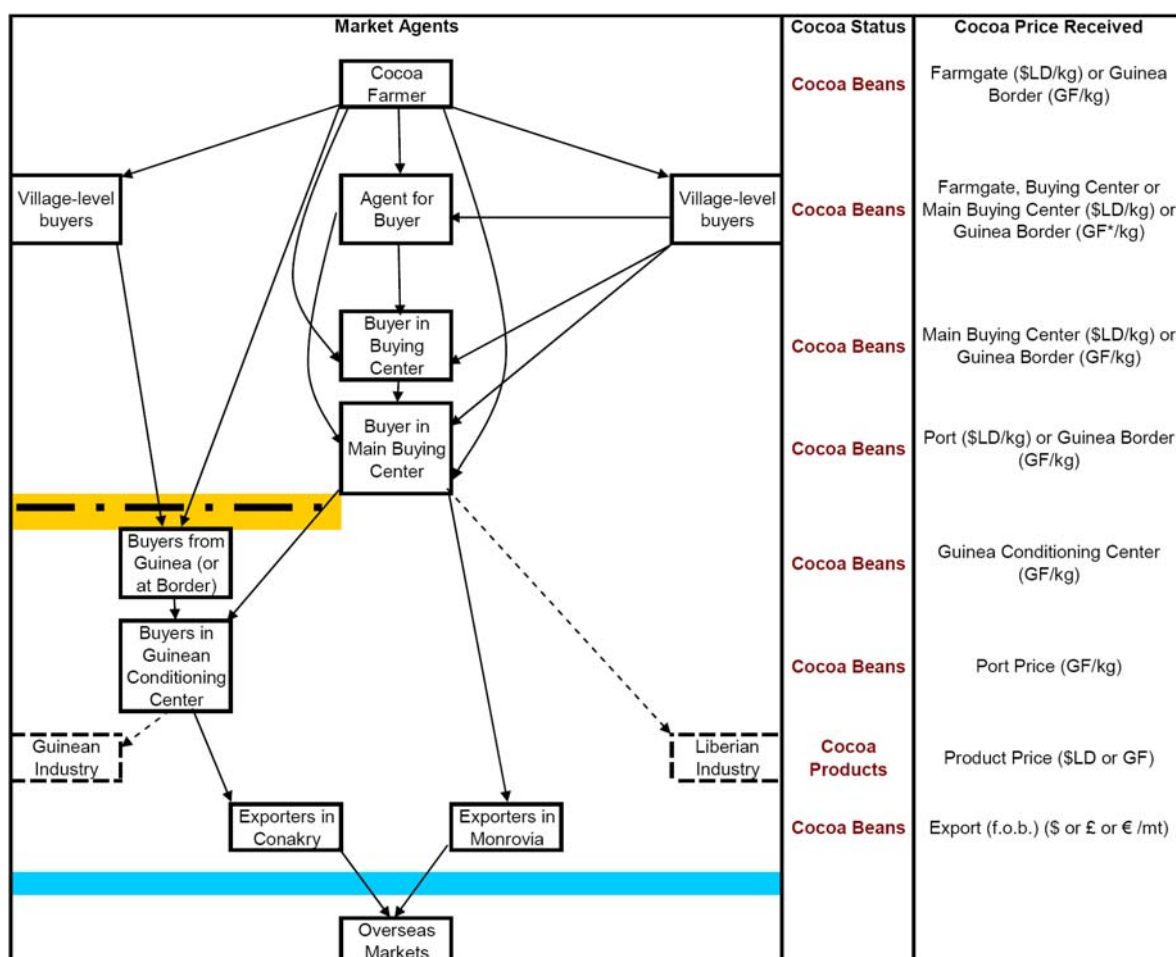 Market Agents
Cocoa Status
Cocoa Price Received
Cocoa
Farmer
Cocoa Beans
Farmgate ($LD/kg) or Guinea
Border (GF/kg)
Village-level
buyers
Agent for
Buyer
Village-level
buyers
Cocoa Beans
Farmgate, Buying Center or
Main Buying Center ($LD/kg) or
Guinea Border (GF*/kg)
Buyer in
Buying
Center
Cocoa Beans
Main Buying Center ($LD/kg) or
Guinea Border (GF/kg)
Buyer in
Main Buying
Center
Cocoa Beans
Port ($LD/kg) or Guinea Border
(GF/kg)
Buyers from
Guinea (or
at Border)
Cocoa Beans
Guinea Conditioning Center
(GF/kg)
Buyers in
Guinean
Conditioning
Center
Cocoa Beans
Port Price (GF/kg)
Guinean
Industry
Liberian
Industry
Cocoa
Products
Product Price ($LD or GF)
Exporters in
Conakry
Exporters in
Monrovia
Cocoa Beans
Export (f.o.b.) ($ or £ or € /mt)
Overseas
Markets